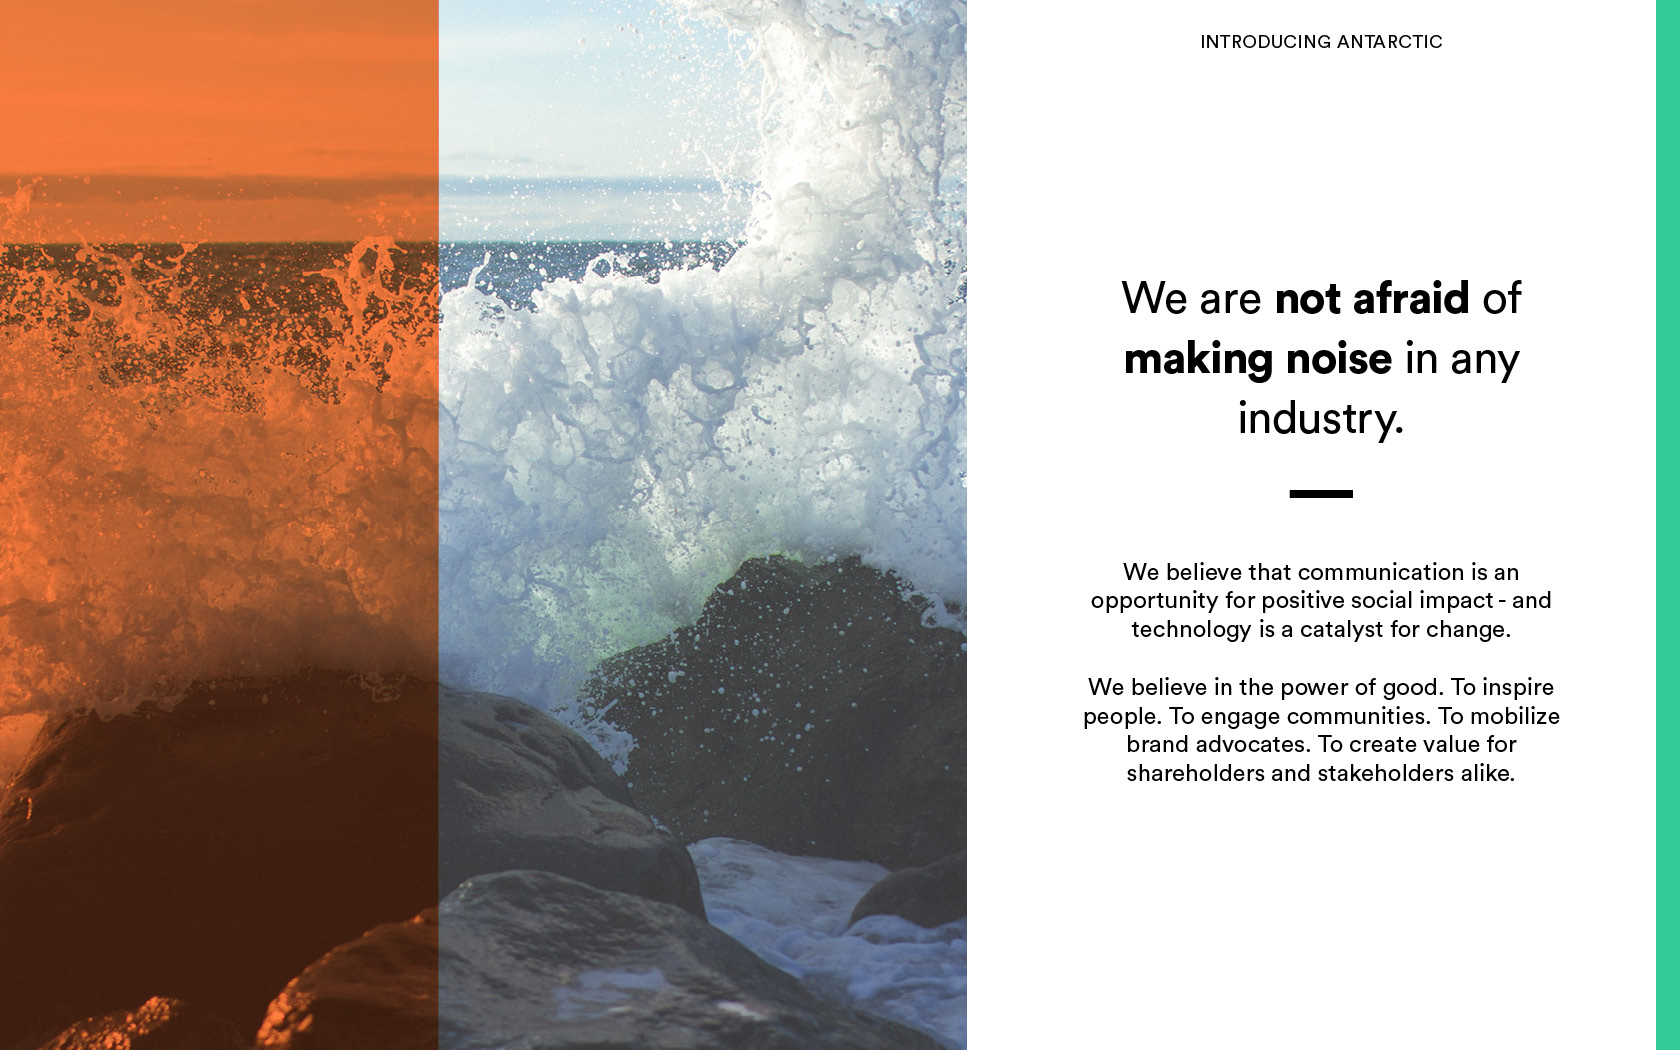 INTRODUCING ANTARCTIC
We are not afraid of
making noise in any
industry.
We believe that communication is an
opportunity for positive social impact - and
technology is a catalyst for change.
We believe in the power of good. To inspire
people. To engage communities. To mobilize
brand advocates. To create value for
shareholders and stakeholders alike.